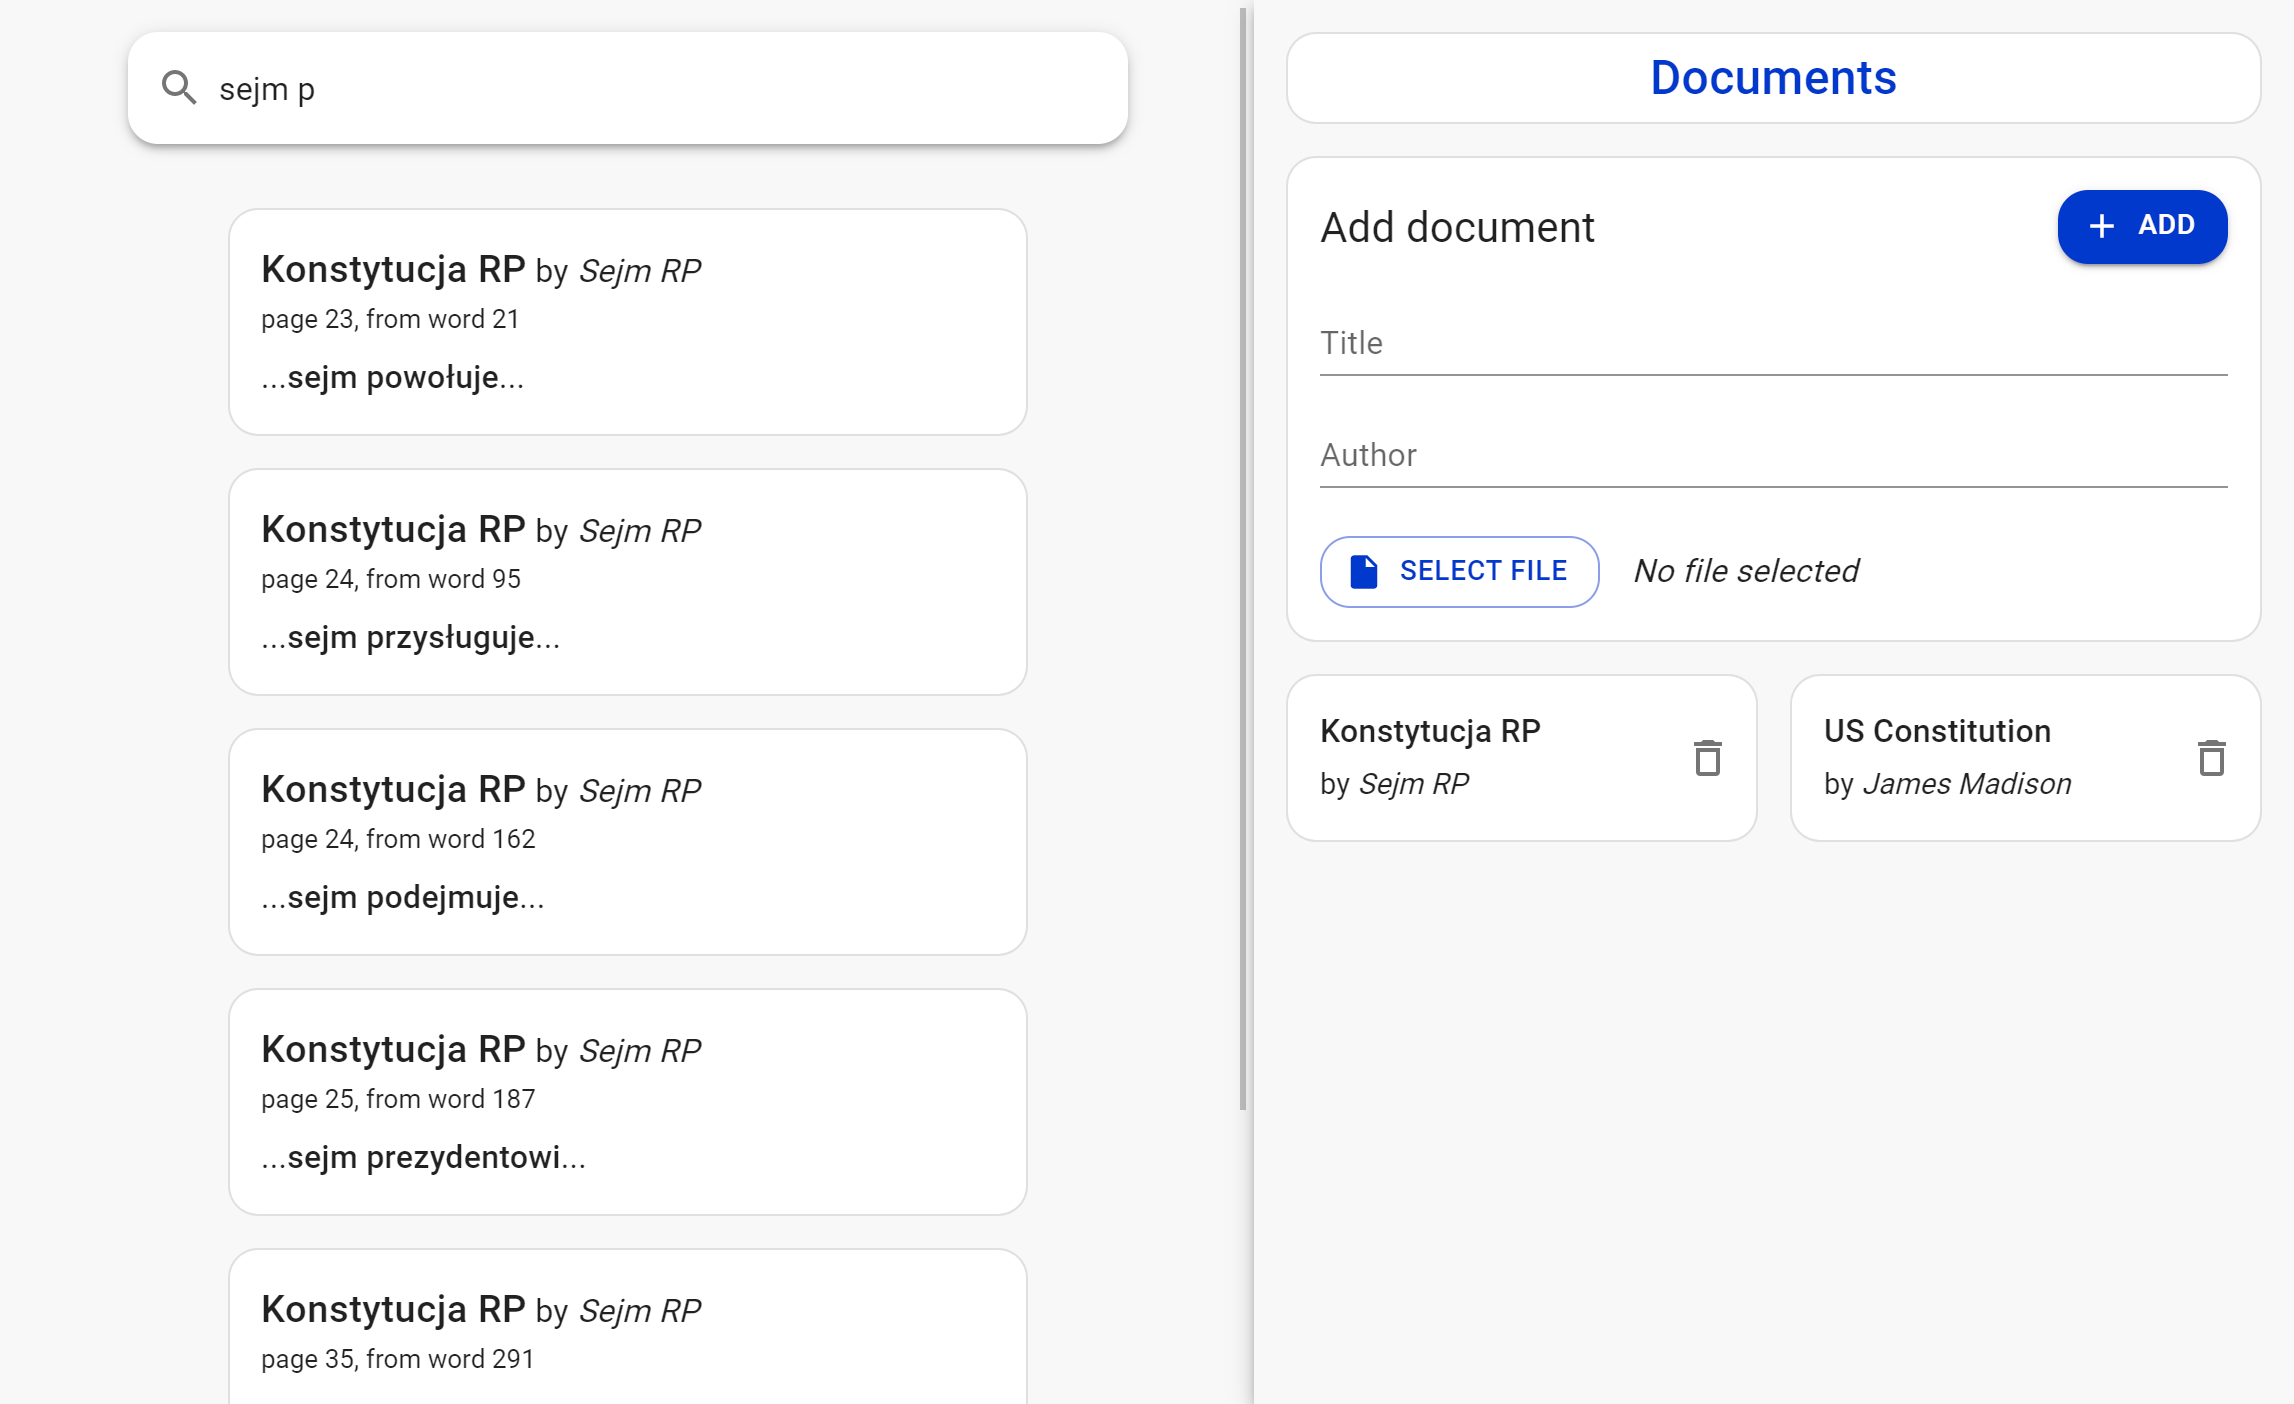 sejm p
Konstytucja RP by Sejm RP
page 23, from word 21
...sejm powołuje...
Konstytucja RP by Sejm RP
page 24, from word 95
...sejm przysługuje...
Konstytucja RP by Sejm RP
page 24, from word 162
...sejm podejmuje...
Konstytucja RP by Sejm RP
page 25, from word 187
...sejm prezydentowi...
Konstytucja RP by Sejm RP
page 35, from word 291
Documents
Add document
ADD
Title
Author
SELECT FILE No file selected
Konstytucja RP
by Sejm RP
US Constitution
by James Madison